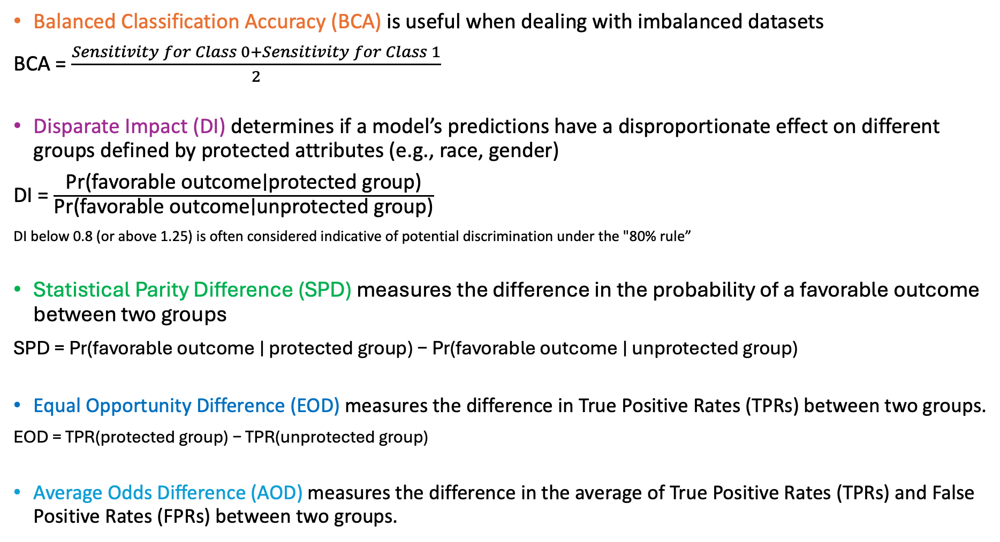 • Balanced Classification Accuracy (BCA) is useful when dealing with imbalanced datasets
BCA = \frac{Sensitivity for Class 0+Sensitivity for Class 1}{2}
• Disparate Impact (DI) determines if a model’s predictions have a disproportionate effect on different
groups defined by protected attributes (e.g., race, gender)
DI = \frac{Pr(favorable outcome|protected group)}{Pr(favorable outcome|unprotected group)}
DI below 0.8 (or above 1.25) is often considered indicative of potential discrimination under the "80% rule”
• Statistical Parity Difference (SPD) measures the difference in the probability of a favorable outcome
between two groups
SPD = Pr(favorable outcome | protected group) − Pr(favorable outcome | unprotected group)
• Equal Opportunity Difference (EOD) measures the difference in True Positive Rates (TPRs) between two groups.
EOD = TPR(protected group) − TPR(unprotected group)
• Average Odds Difference (AOD) measures the difference in the average of True Positive Rates (TPRs) and False
Positive Rates (FPRs) between two groups.